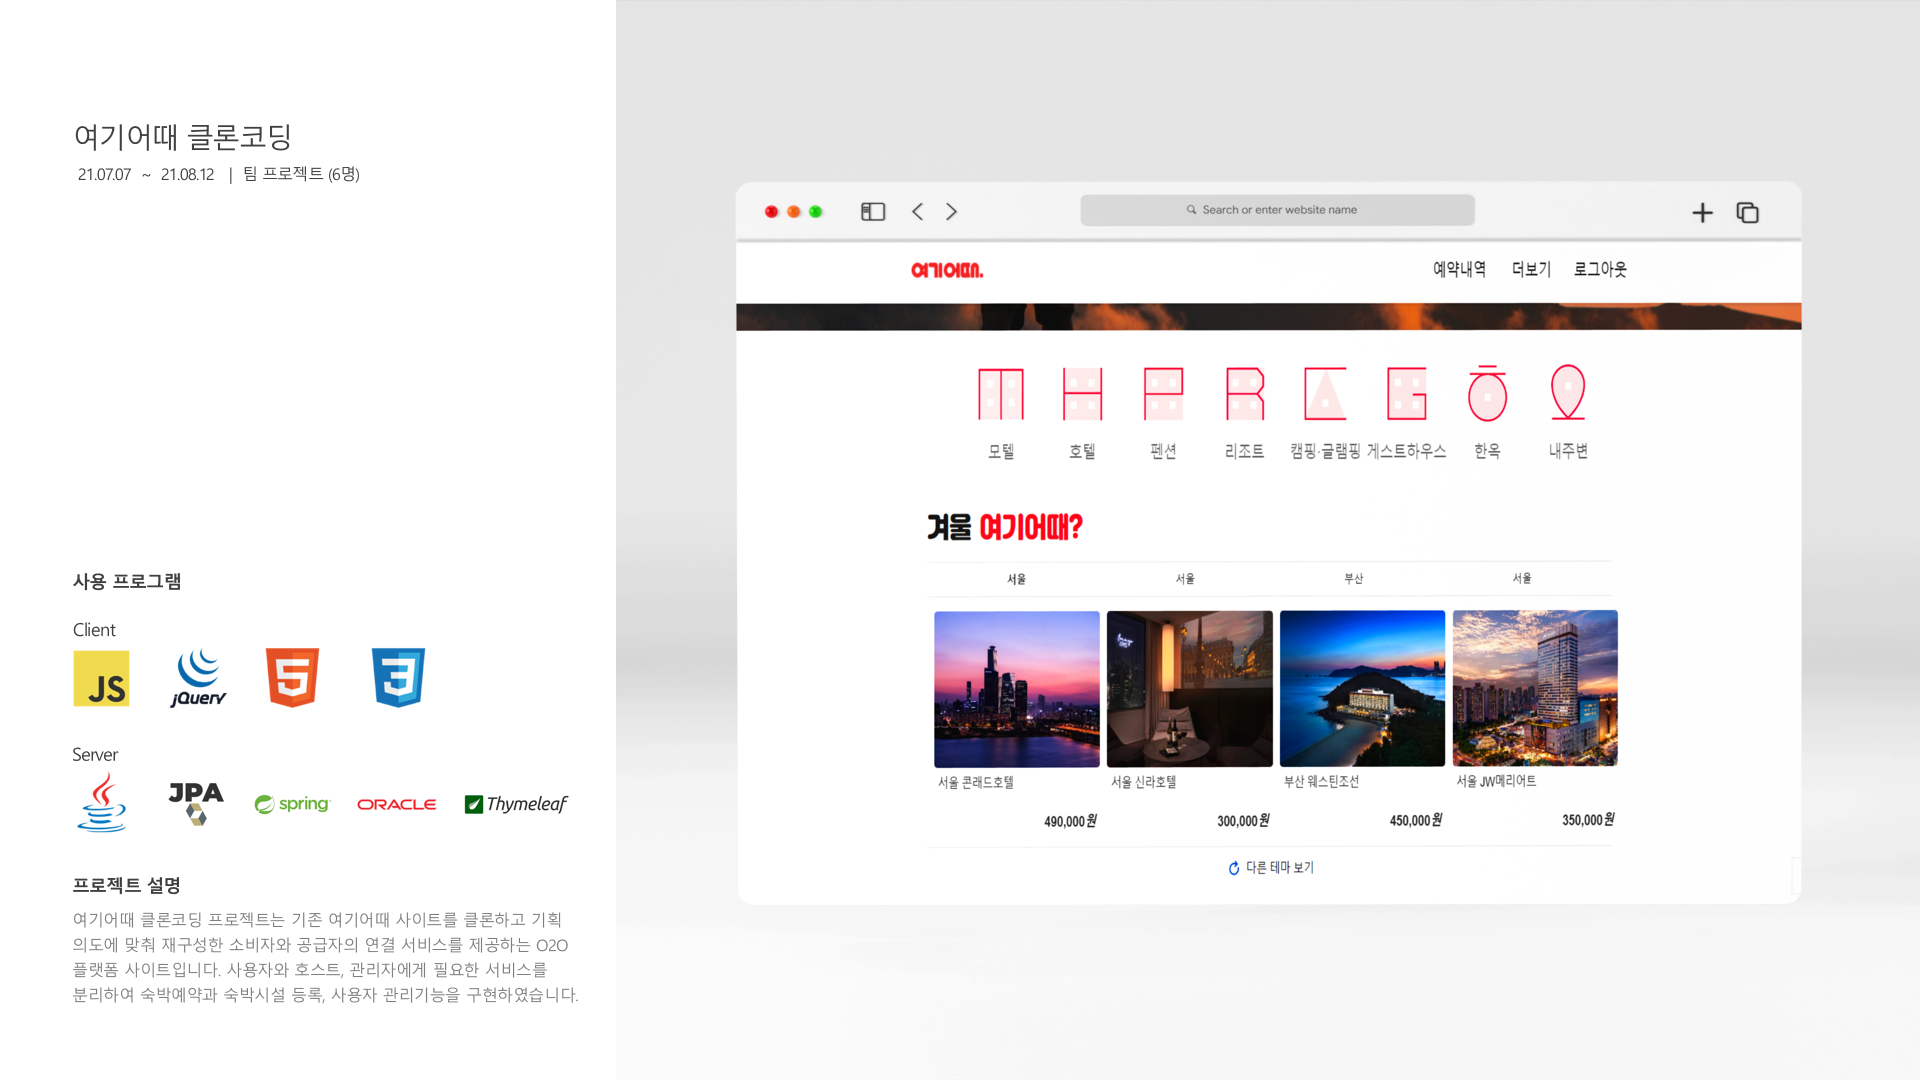 여기어때 클론코딩
21.07.07 ~ 21.08.12 | 팀 프로젝트 (6명)
사용 프로그램
Client
JS
jQuery
5
3
Server
Java
JPA
spring
ORACLE
Thymeleaf
프로젝트 설명
여기어때 클론코딩 프로젝트는 기존 여기어때 사이트를 클론하고 기획
의도에 맞춰 재구성한 소비자와 공급자의 연결 서비스를 제공하는 O2O
플랫폼 사이트입니다. 사용자와 호스트, 관리자에게 필요한 서비스를
분리하여 숙박예약과 숙박시설 등록, 사용자 관리기능을 구현하였습니다.
Search or enter website name
여기어때.
예약내역 더보기 로그아웃
모텔 호텔 펜션 리조트 캠핑·글램핑 게스트하우스 한옥 내주변
겨울 여기어때?
서울 서울 부산 서울
서울 콘래드호텔 서울 신라호텔 부산 웨스틴조선 서울 JW메리어트
490,000원 300,000원 450,000원 350,000원
다른 테마 보기